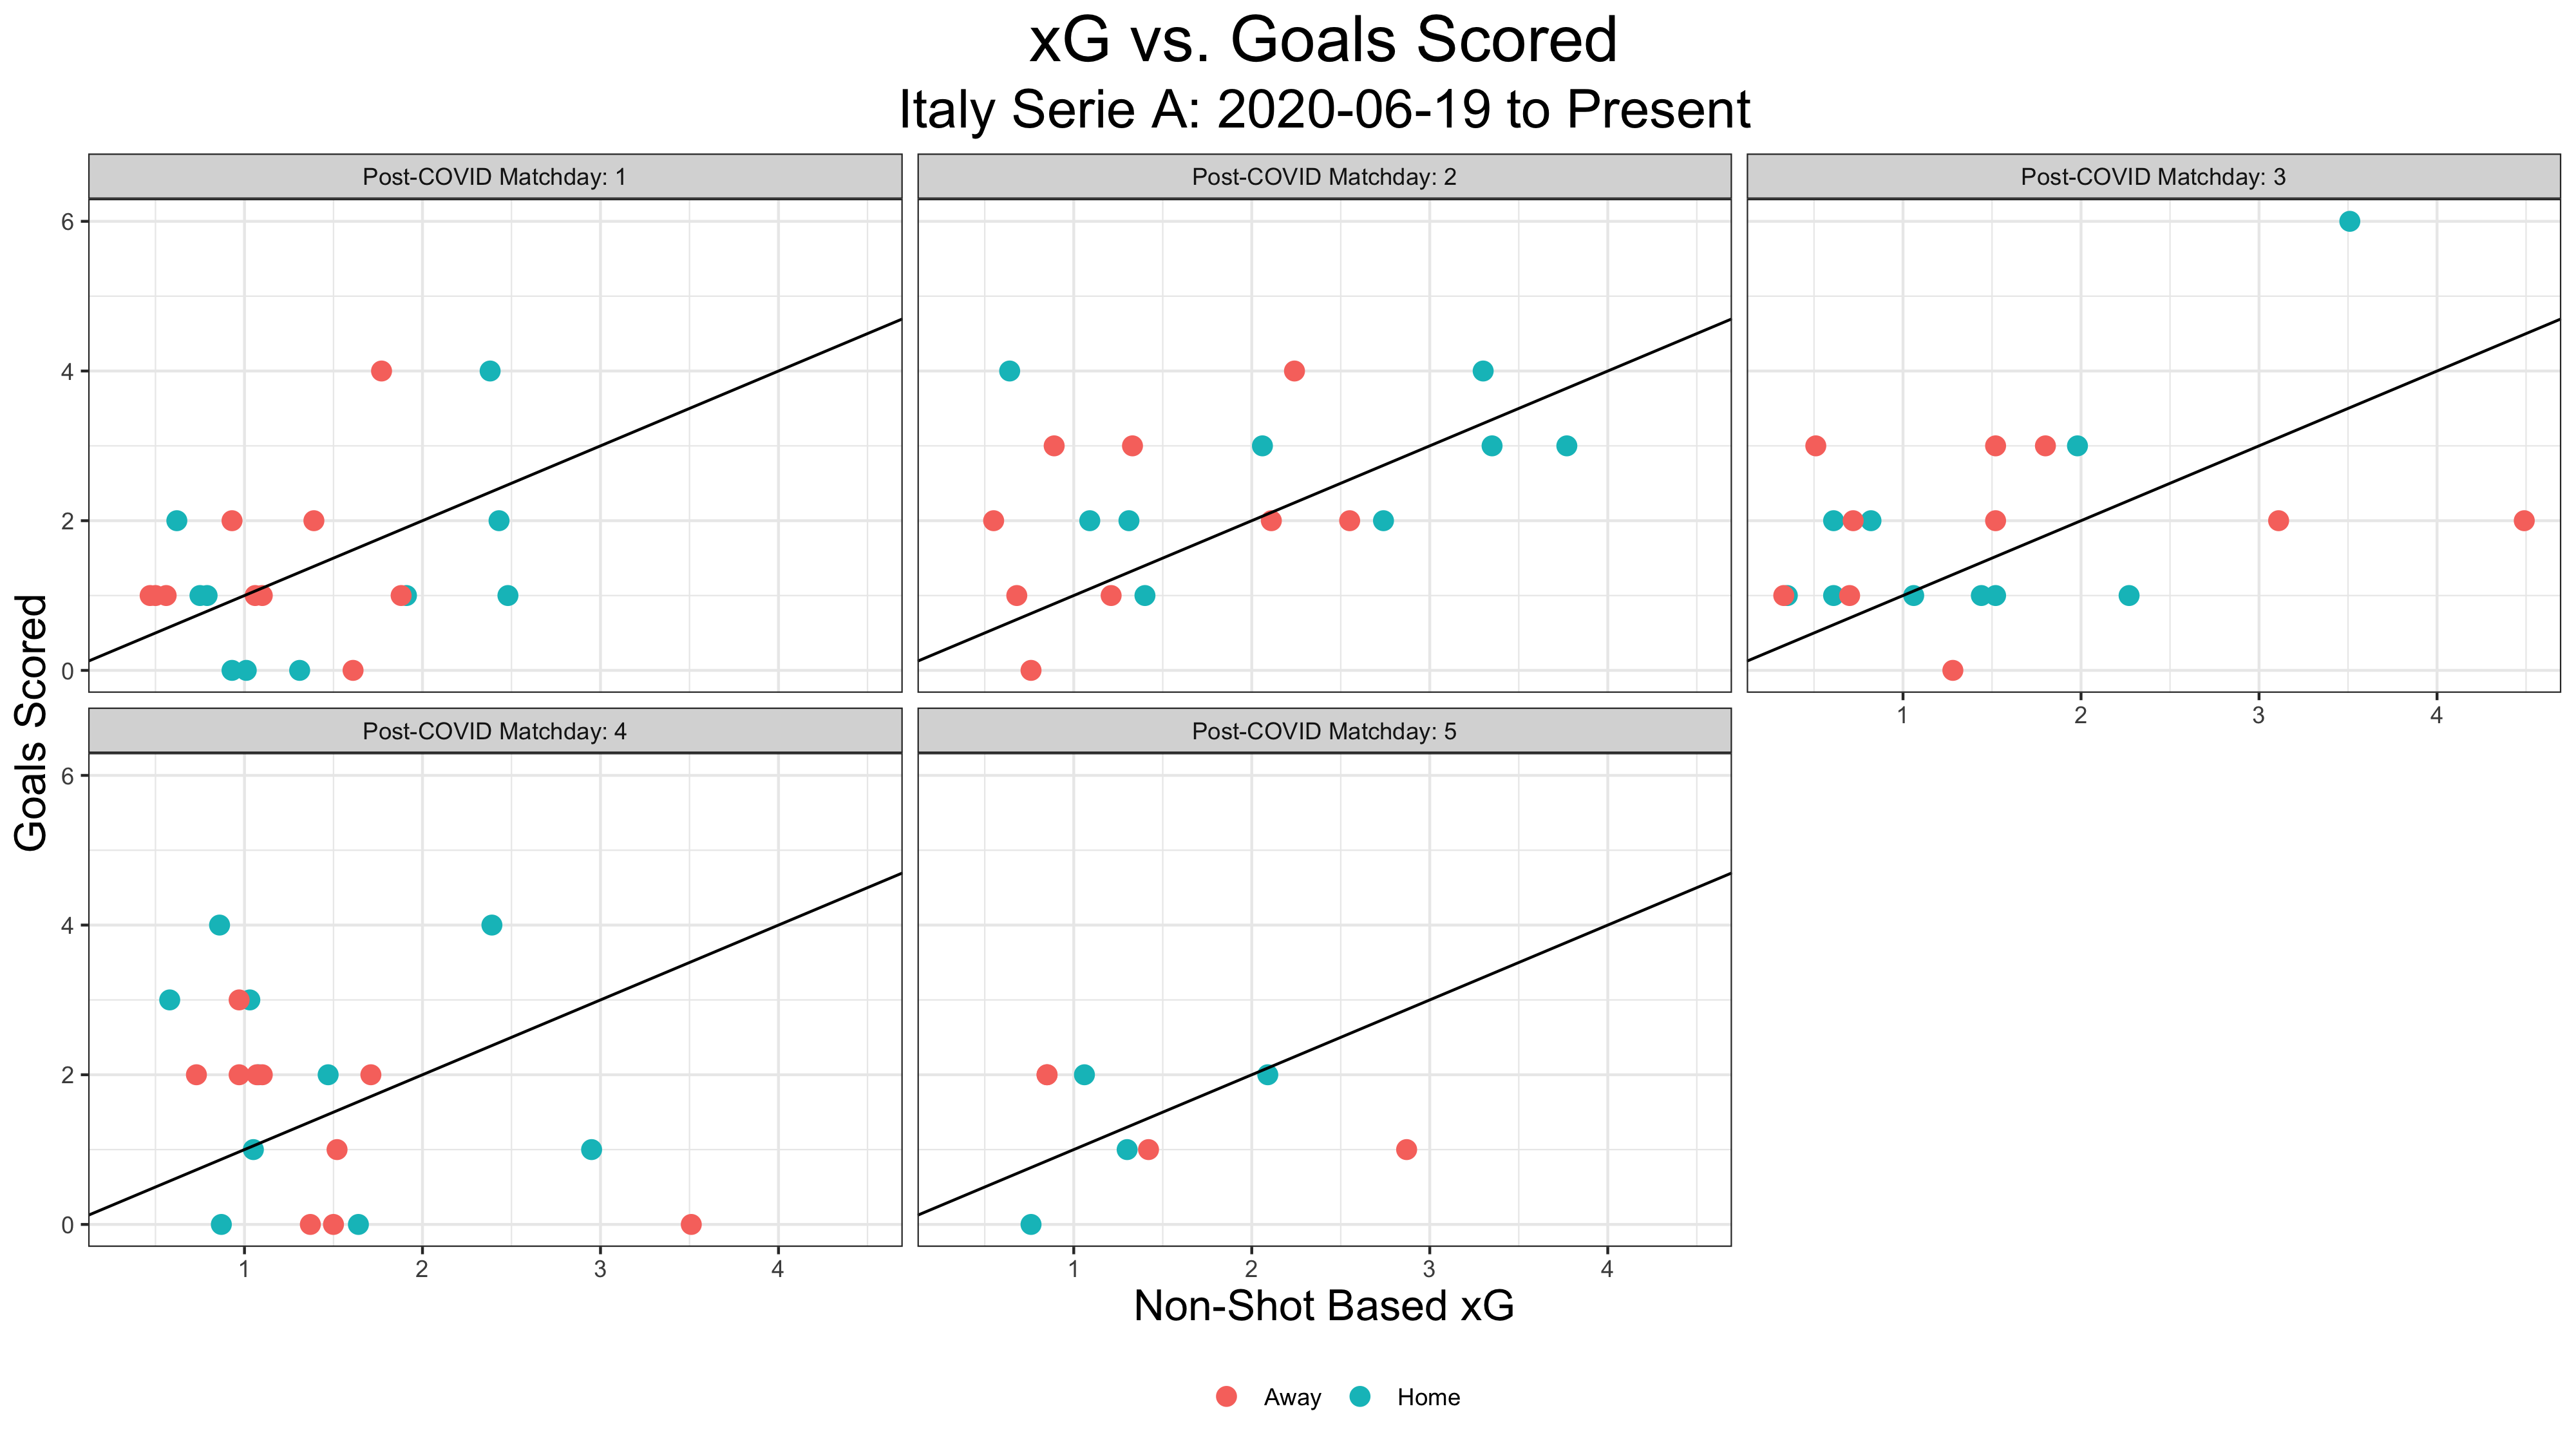 xG vs. Goals Scored
Italy Serie A: 2020-06-19 to Present
Post-COVID Matchday: 1
Post-COVID Matchday: 2
Post-COVID Matchday: 3
6
4
2
0
1 2 3 4
Goals Scored
Post-COVID Matchday: 4
Post-COVID Matchday: 5
6
4
2
0
1 2 3 4
1 2 3 4
Non-Shot Based xG
Away Home